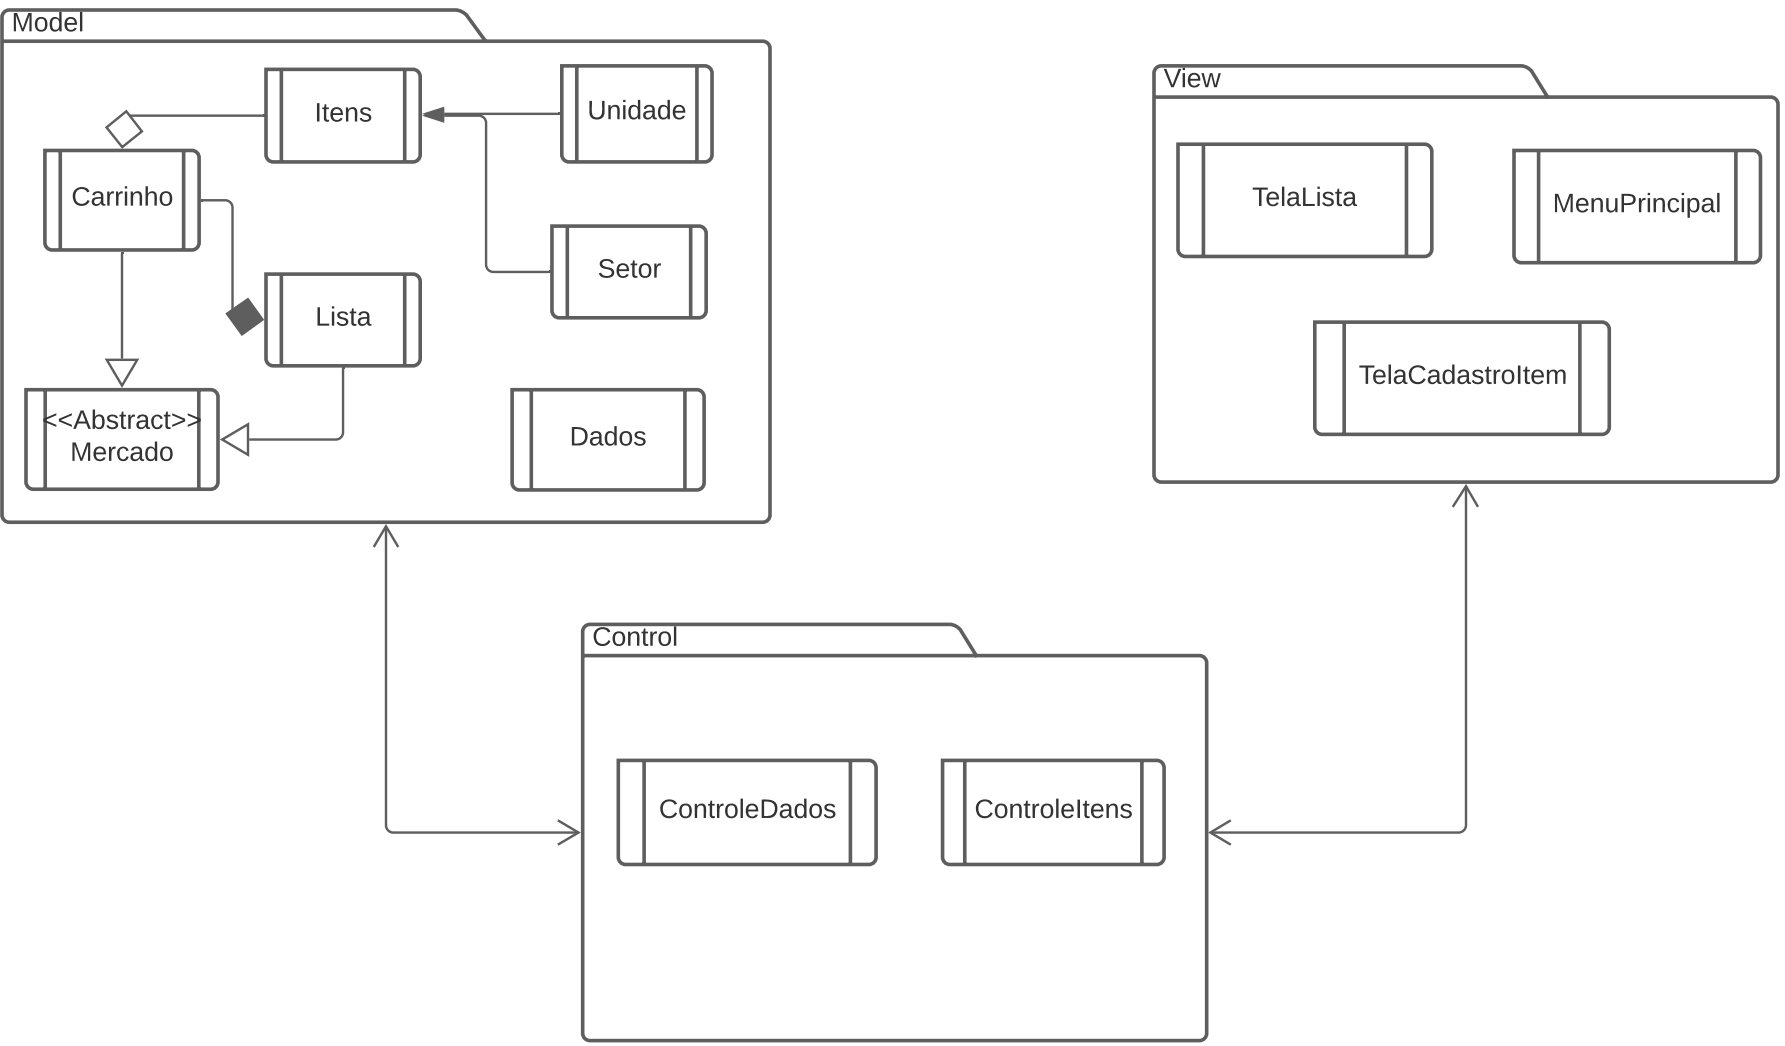 Model
Itens
Unidade
Carrinho
Setor
Lista
<<Abstract>>
Mercado
Dados
View
TelaLista
MenuPrincipal
TelaCadastroItem
Control
ControleDados
ControleItens